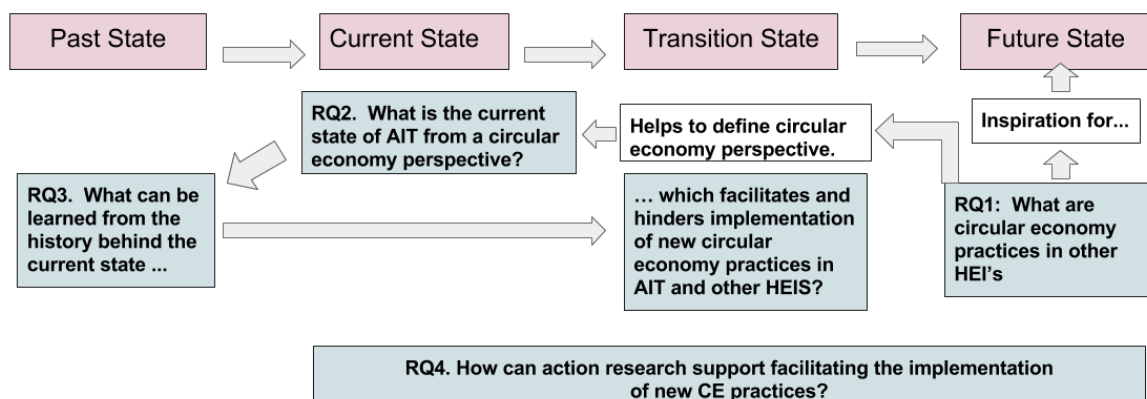 Past State
Current State
Transition State
Future State
RQ2. What is the current
state of AIT from a circular
economy perspective?
Helps to define circular
economy perspective.
Inspiration for...
RQ3. What can be
learned from the
history behind the
current state ...
... which facilitates and
hinders implementation
of new circular
economy practices in
AIT and other HEIS?
RQ1: What are
circular economy
practices in other
HEI's
RQ4. How can action research support facilitating the implementation
of new CE practices?